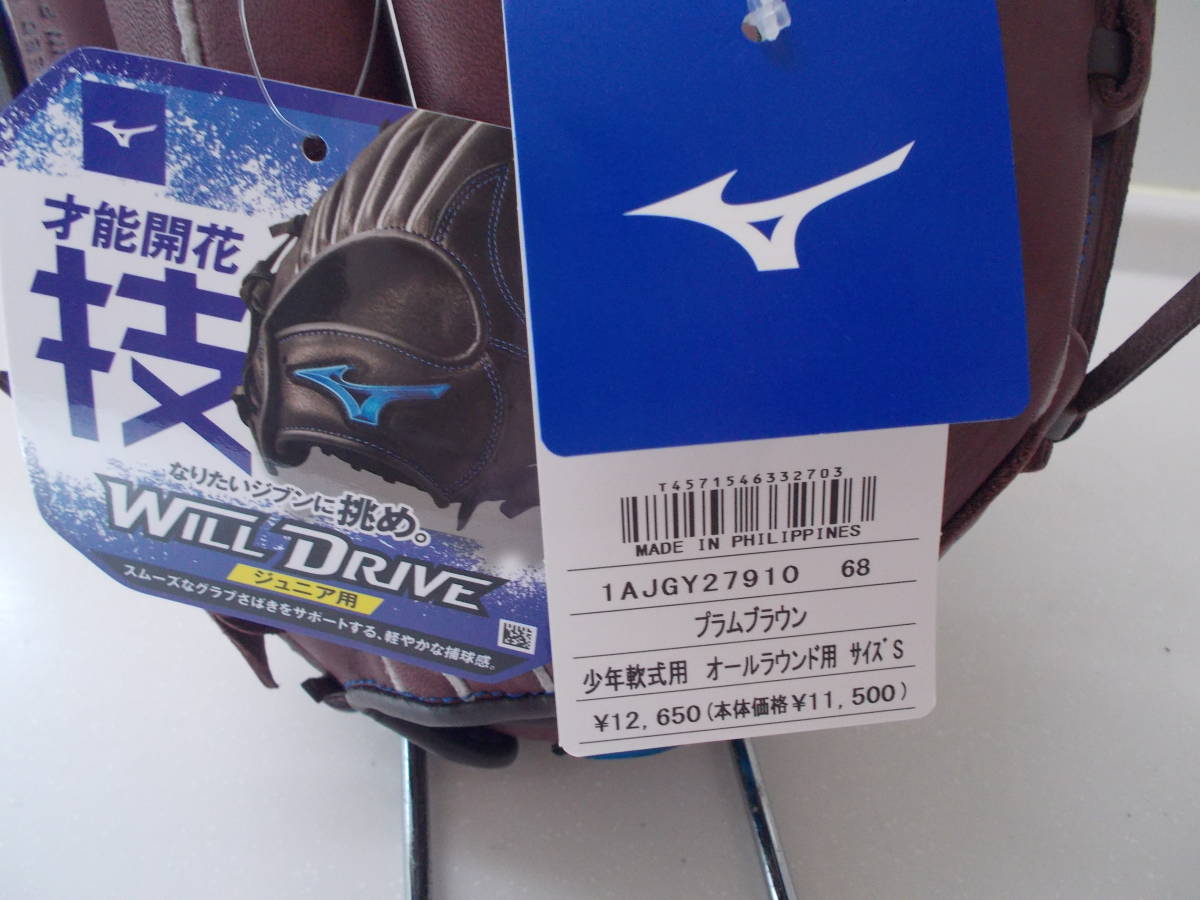 才能開花
技
なりたいジブンに挑め。
WILL DRIVE
ジュニア用
スムーズなグラブさばきをサポートする、軽やかな捕球感。
T4571546332703
MADE IN PHILIPPINES
1AJGY27910 68
プラムブラウン
少年軟式用 オールラウンド用 サイズS
¥12,650(本体価格¥11,500)